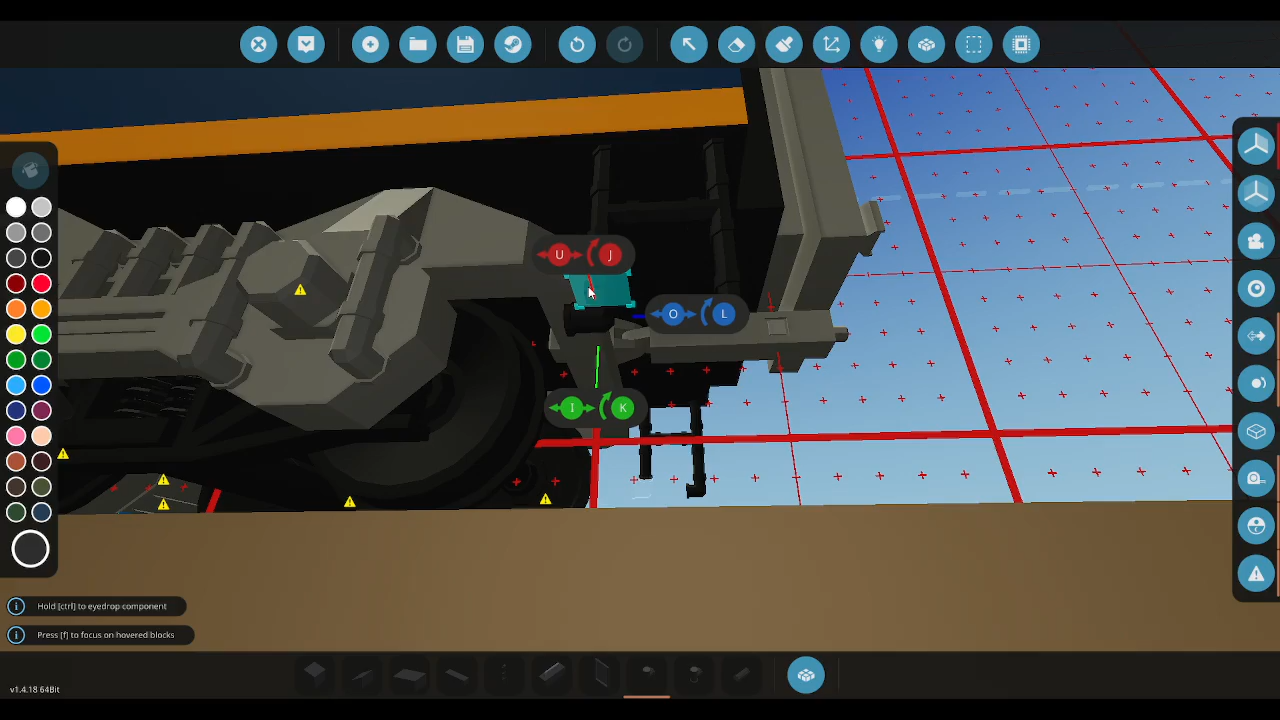 U J
O L
I K
Hold [ctrl] to eyedrop component
Press [f] to focus on hovered blocks
v1.4.18 64Bit